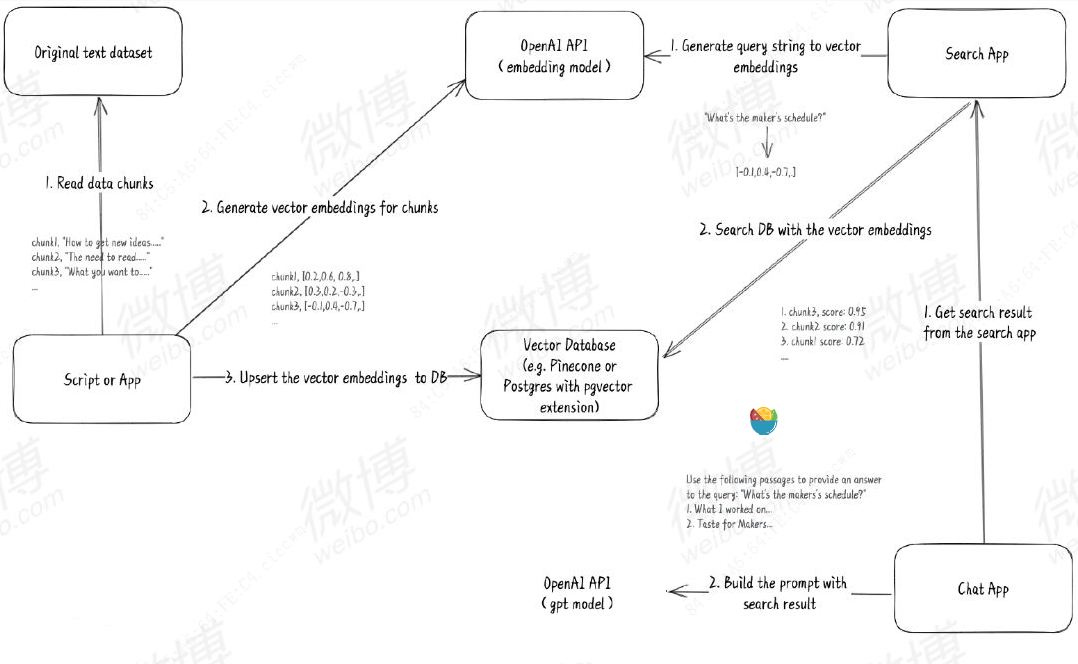 Original text dataset
OpenAI API
( embedding model )
1. Generate query string to vector
embeddings
Search App
"What's the maker's schedule?"
[-0.1,0.4,-0.7,.]
1. Read data chunks
2. Generate vector embeddings for chunks
2. Search DB with the vector embeddings
chunk1, "How to get new ideas....."
chunk2, "The need to read....."
chunk3, "What you want to....."
...
chunk1, [0.2,0.6, 0.8,.]
chunk2, [0.3,0.2,-0.3,.]
chunk3, [-0.1,0.4,-0.7,.]
...
1. chunk3, score: 0.95
2. chunk2 score: 0.91
3. chunk1 score: 0.72
....
1. Get search result
from the search app
Script or App
3. Upsert the vector embeddings to DB
Vector Database
(e.g. Pinecone or
Postgres with pgvector
extension)
Use the following passages to provide an answer
to the query: "What's the makers's schedule?"
1. What I worked on...
2. Taste for Makers...
OpenAI API
( gpt model )
2. Build the prompt with
search result
Chat App
微博
weibo.com